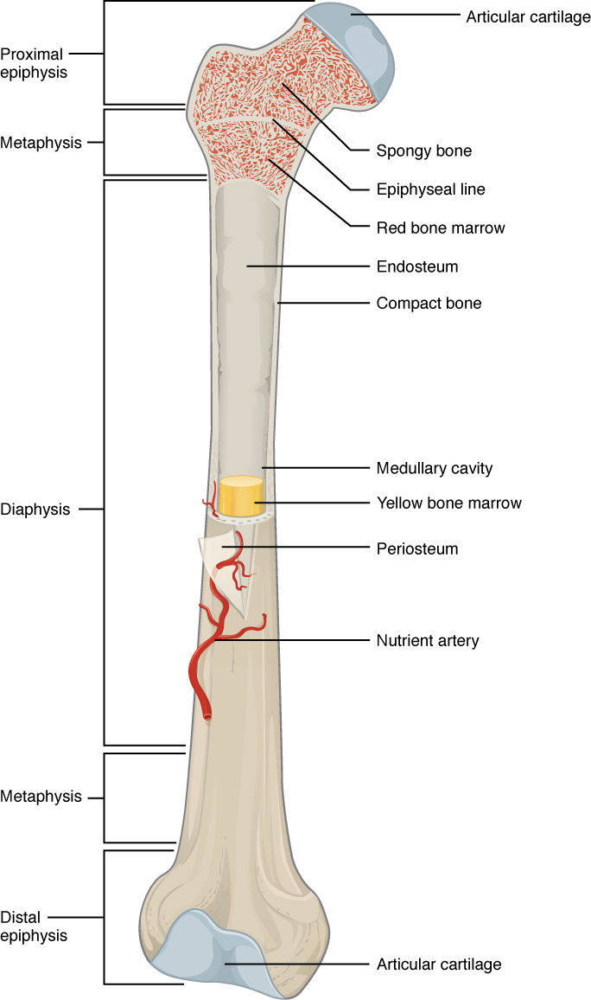 Articular cartilage
Proximal
epiphysis
Metaphysis
Spongy bone
Epiphyseal line
Red bone marrow
Endosteum
Compact bone
Medullary cavity
Yellow bone marrow
Diaphysis
Periosteum
Nutrient artery
Metaphysis
Distal
epiphysis
Articular cartilage